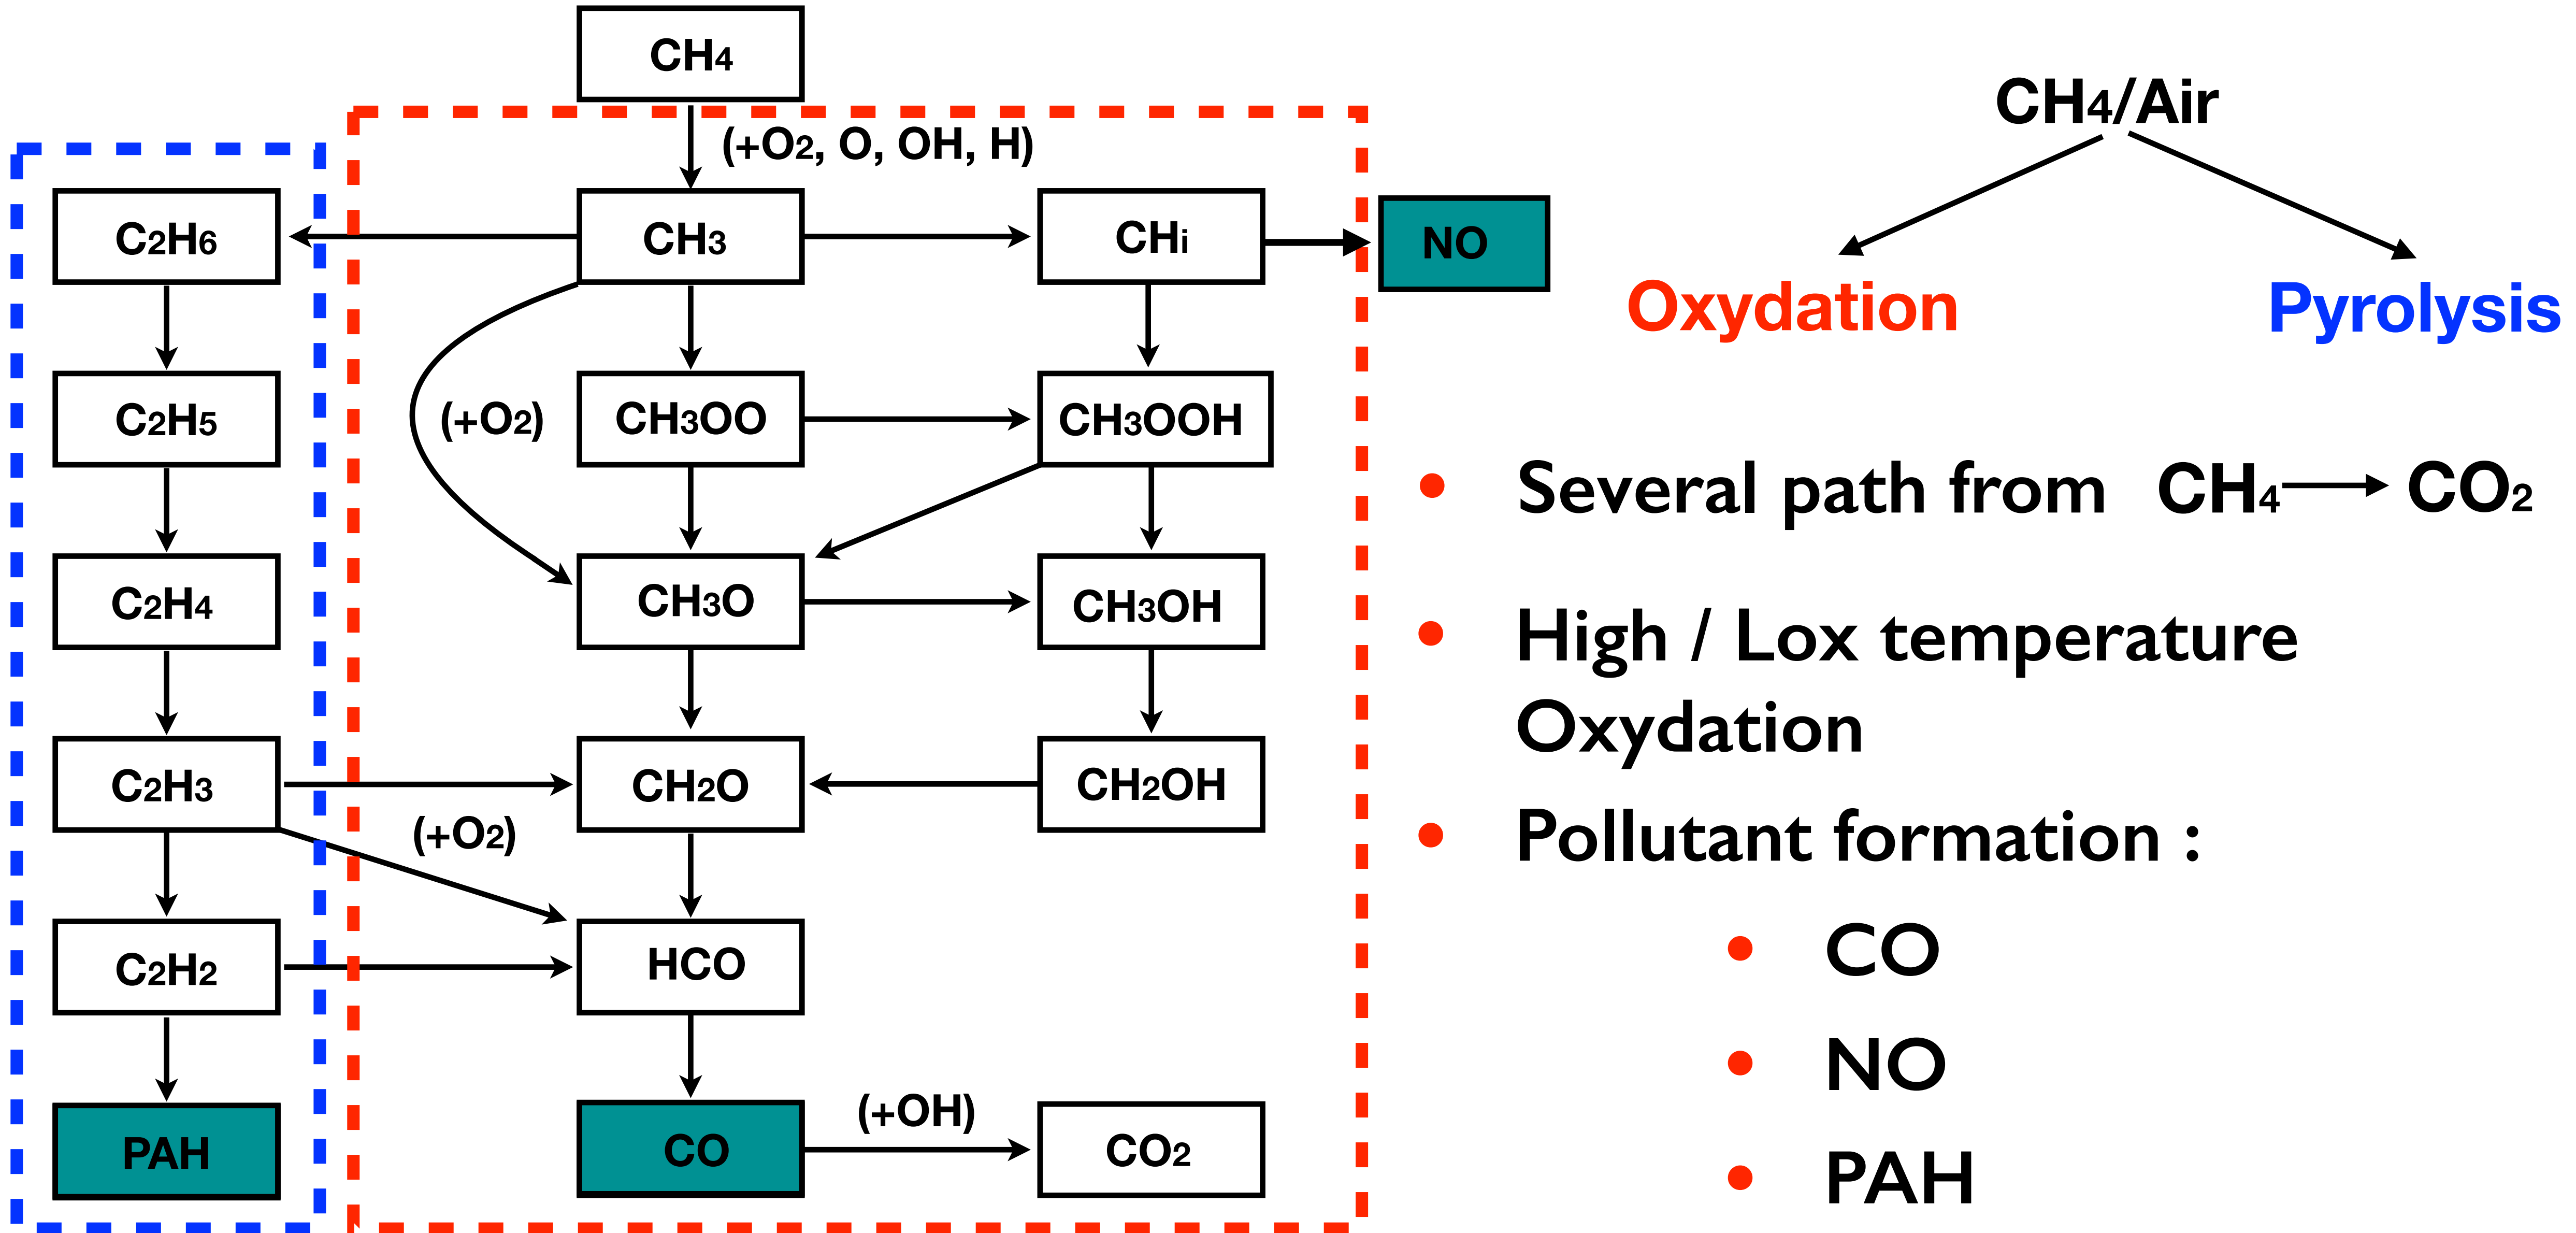 CH4
(+O2, O, OH, H)
C2H6
CH3
CHi
NO
C2H5
(+O2)
CH3OO
CH3OOH
C2H4
CH3O
CH3OH
C2H3
CH2O
CH2OH
(+O2)
C2H2
HCO
PAH
CO
(+OH)
CO2
CH4/Air
Oxydation
Pyrolysis
• Several path from CH4 → CO2
• High / Lox temperature
Oxydation
• Pollutant formation :
• CO
• NO
• PAH